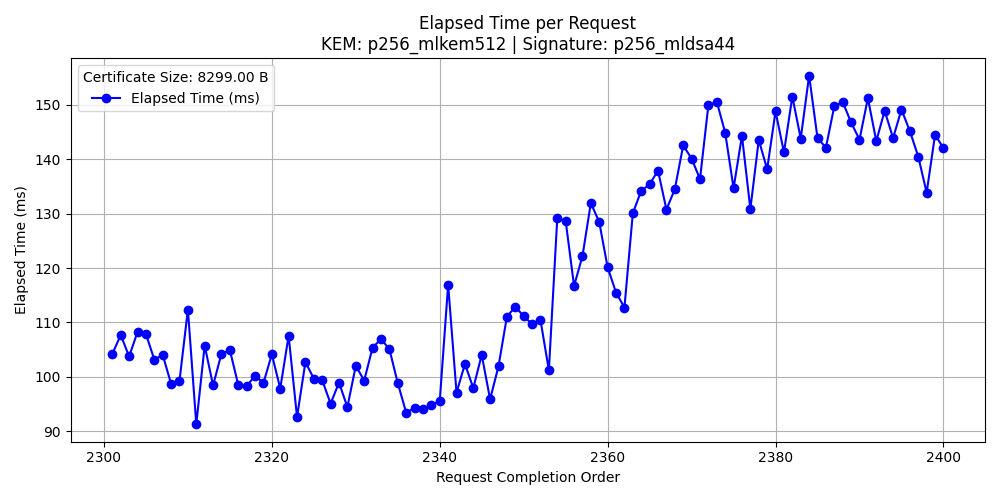 Elapsed Time per Request
KEM: p256_mlkem512 | Signature: p256_mldsa44
Certificate Size: 8299.00 B
Elapsed Time (ms)
Elapsed Time (ms)
150
140
130
120
110
100
90
2300
2320
2340
2360
2380
2400
Request Completion Order